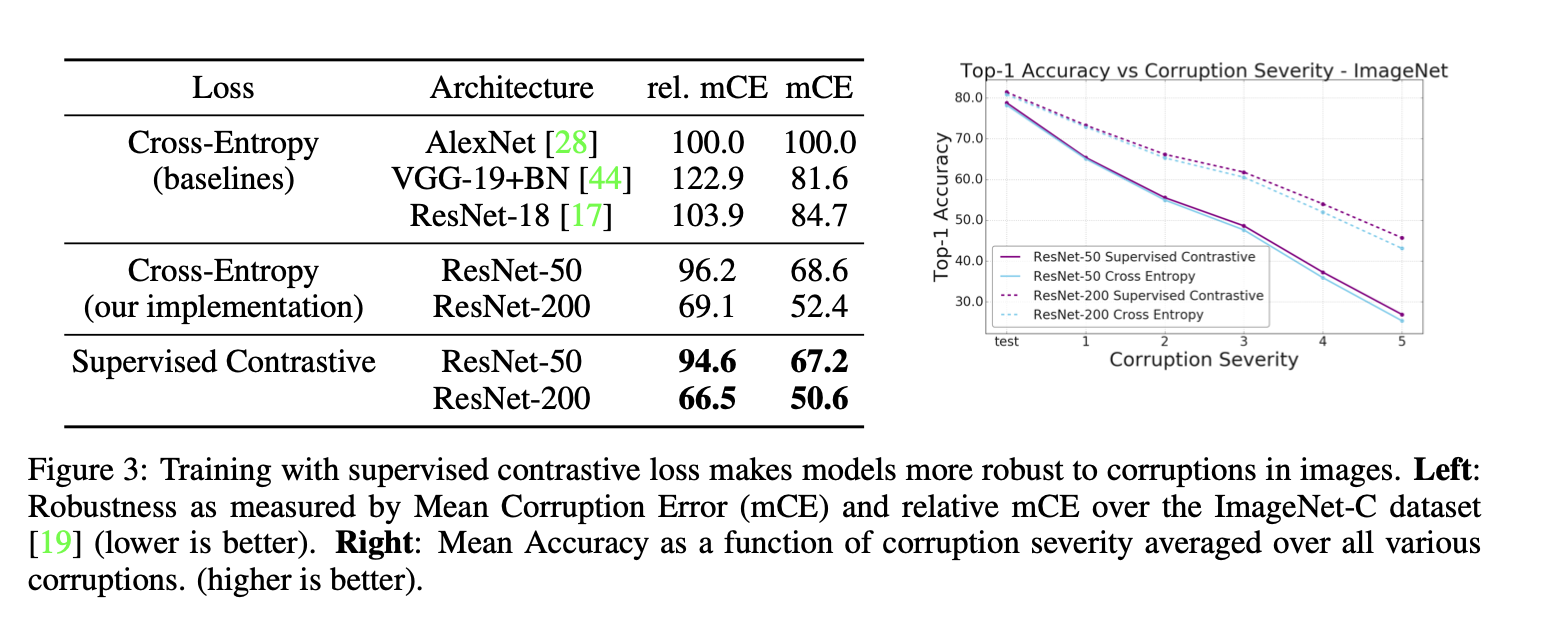 Loss Architecture rel. mCE mCE
Cross-Entropy AlexNet [28] 100.0 100.0
(baselines) VGG-19+BN [44] 122.9 81.6
ResNet-18 [17] 103.9 84.7
Cross-Entropy ResNet-50 96.2 68.6
(our implementation) ResNet-200 69.1 52.4
Supervised Contrastive ResNet-50 94.6 67.2
ResNet-200 66.5 50.6
Top-1 Accuracy vs Corruption Severity - ImageNet
Top-1 Accuracy
80.0
70.0
60.0
50.0
40.0
30.0
ResNet-50 Supervised Contrastive
ResNet-50 Cross Entropy
ResNet-200 Supervised Contrastive
ResNet-200 Cross Entropy
test 1 2 3 4 5
Corruption Severity
Figure 3: Training with supervised contrastive loss makes models more robust to corruptions in images. Left:
Robustness as measured by Mean Corruption Error (mCE) and relative mCE over the ImageNet-C dataset
[19] (lower is better). Right: Mean Accuracy as a function of corruption severity averaged over all various
corruptions. (higher is better).